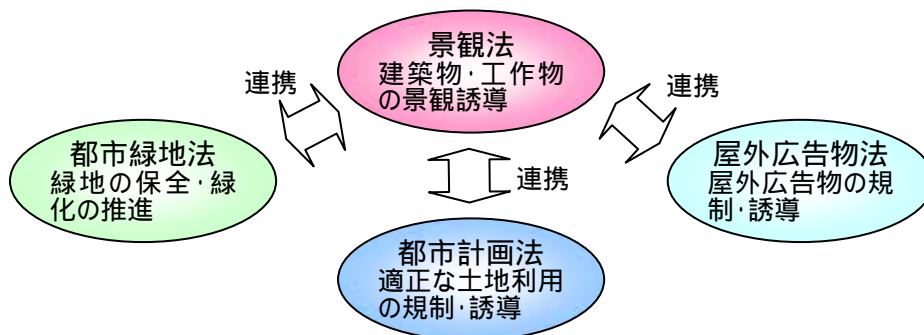 景観法
建築物・工作物
の景観誘導
連携
連携
都市緑地法
緑地の保全・緑
化の推進
連携
屋外広告物法
屋外広告物の規
制・誘導
都市計画法
適正な土地利用
の規制・誘導